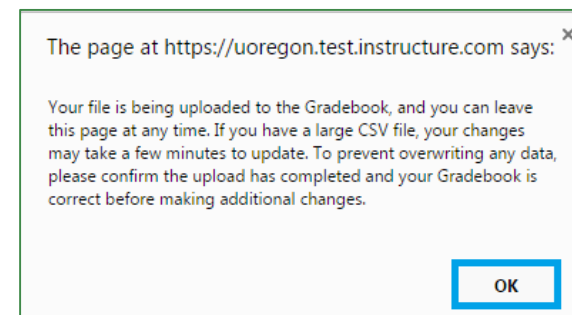 The page at https://uoregon.test.instructure.com says:
Your file is being uploaded to the Gradebook, and you can leave
this page at any time. If you have a large CSV file, your changes
may take a few minutes to update. To prevent overwriting any data,
please confirm the upload has completed and your Gradebook is
correct before making additional changes.
OK